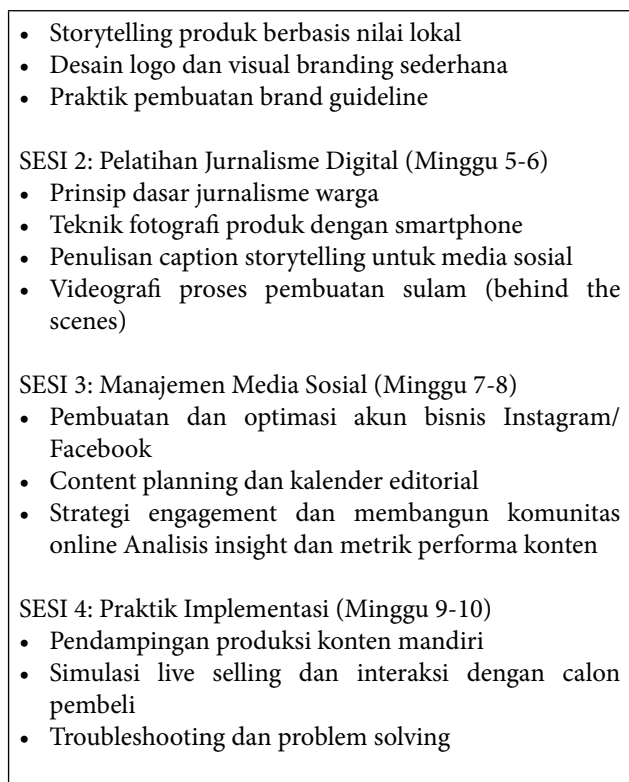 • Storytelling produk berbasis nilai lokal
• Desain logo dan visual branding sederhana
• Praktik pembuatan brand guideline
SESI 2: Pelatihan Jurnalisme Digital (Minggu 5-6)
• Prinsip dasar jurnalisme warga
• Teknik fotografi produk dengan smartphone
• Penulisan caption storytelling untuk media sosial
• Videografi proses pembuatan sulam (behind the
scenes)
SESI 3: Manajemen Media Sosial (Minggu 7-8)
• Pembuatan dan optimasi akun bisnis Instagram/
Facebook
• Content planning dan kalender editorial
• Strategi engagement dan membangun komunitas
online Analisis insight dan metrik performa konten
SESI 4: Praktik Implementasi (Minggu 9-10)
• Pendampingan produksi konten mandiri
• Simulasi live selling dan interaksi dengan calon
pembeli
• Troubleshooting dan problem solving